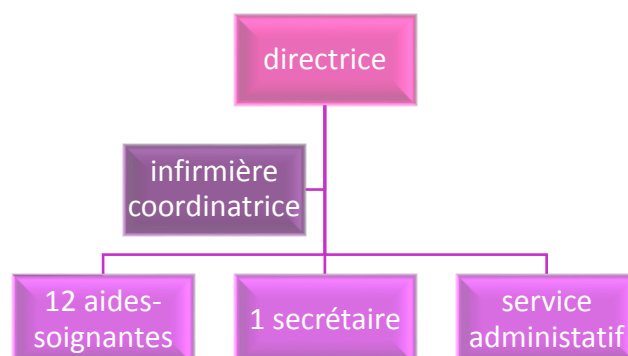 directrice
infirmière
coordinatrice
12 aides-
soignantes
1 secrétaire
service
administatif